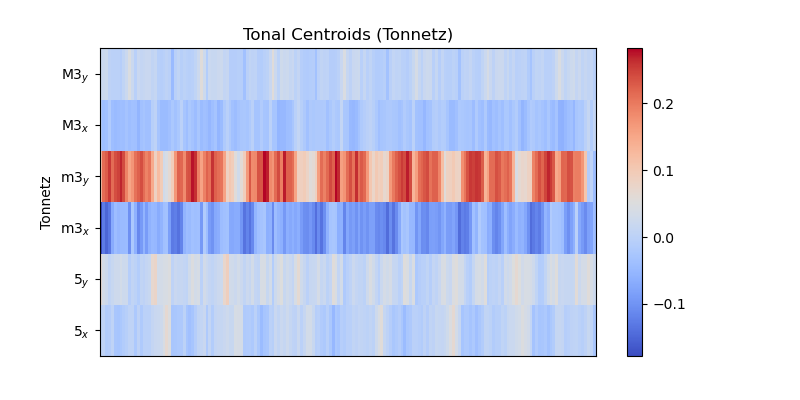 Tonal Centroids (Tonnetz)
Tonnetz
M3y
M3x
m3y
m3x
5y
5x
0.2
0.1
0.0
−0.1